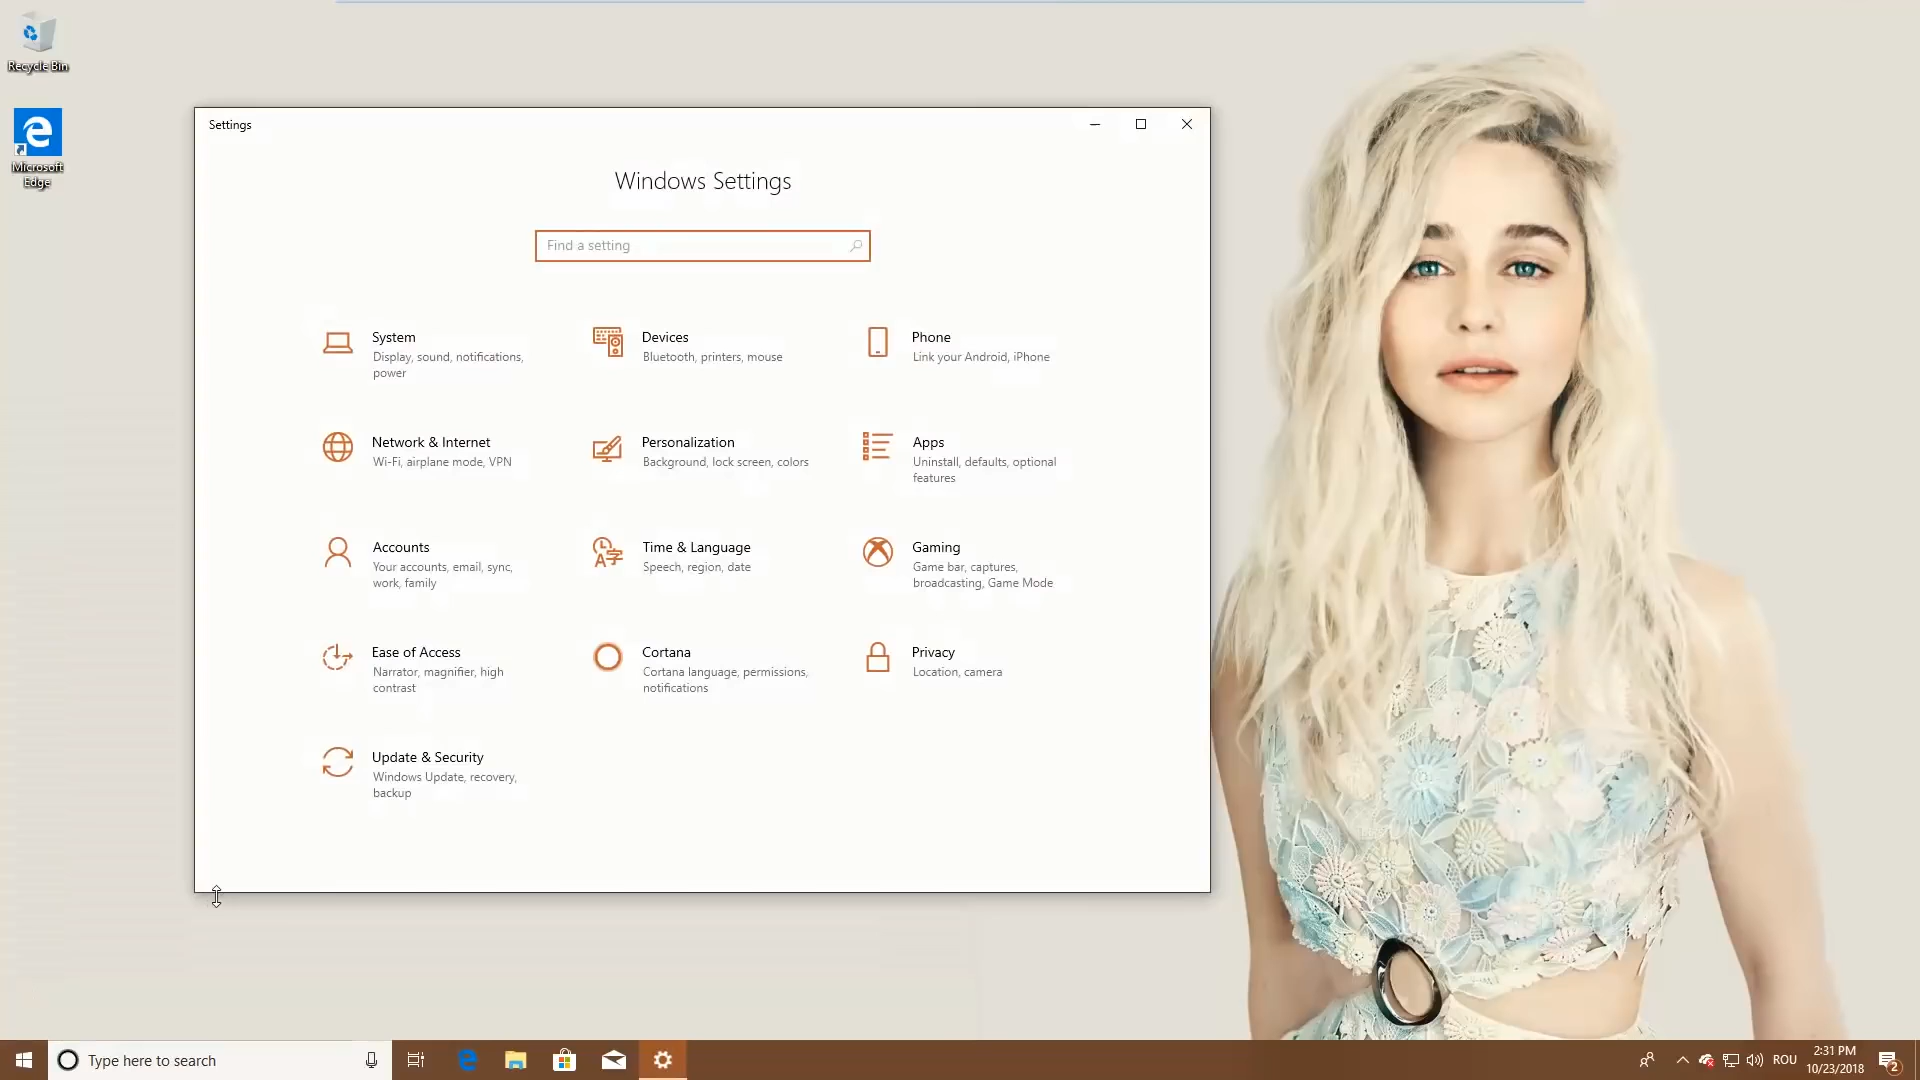 Recycle Bin
Microsoft
Edge
Settings
Windows Settings
Find a setting
System
Display, sound, notifications,
power
Devices
Bluetooth, printers, mouse
Phone
Link your Android, iPhone
Network & Internet
Wi-Fi, airplane mode, VPN
Personalization
Background, lock screen, colors
Apps
Uninstall, defaults, optional
features
Accounts
Your accounts, email, sync,
work, family
Time & Language
Speech, region, date
Gaming
Game bar, captures,
broadcasting, Game Mode
Ease of Access
Narrator, magnifier, high
contrast
Cortana
Cortana language, permissions,
notifications
Privacy
Location, camera
Update & Security
Windows Update, recovery,
backup
Type here to search
ROU
2:31 PM
10/23/2018
2